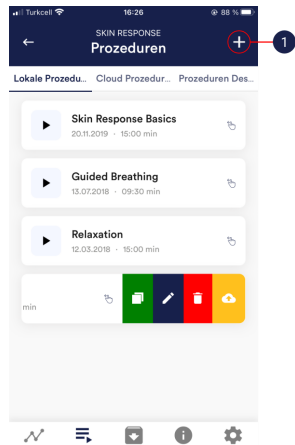 Turkcell 16:26 88 %
SKIN RESPONSE
Prozeduren
1
Lokale Prozedu... Cloud Prozedur... Prozeduren Des...
Skin Response Basics
20.11.2019 - 15:00 min
Guided Breathing
13.07.2018 - 09:30 min
Relaxation
12.03.2018 - 15:00 min
min